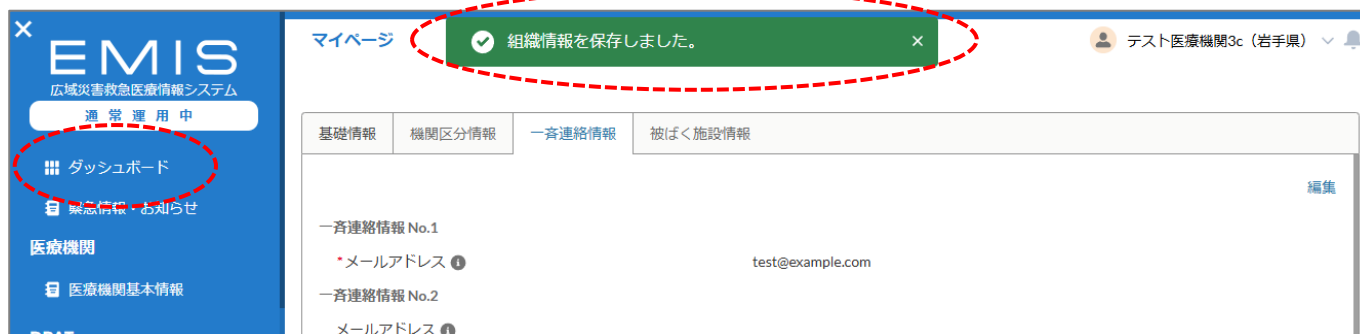 EMIS
広域災害救急医療情報システム
通常運用中
ダッシュボード
緊急情報・お知らせ
医療機関
医療機関基本情報
マイページ
組織情報を保存しました。
テスト医療機関3c（岩手県）
基礎情報 機関区分情報 一斉連絡情報 被ばく施設情報
編集
一斉連絡情報 No.1
*メールアドレス
test@example.com
一斉連絡情報 No.2
メールアドレス